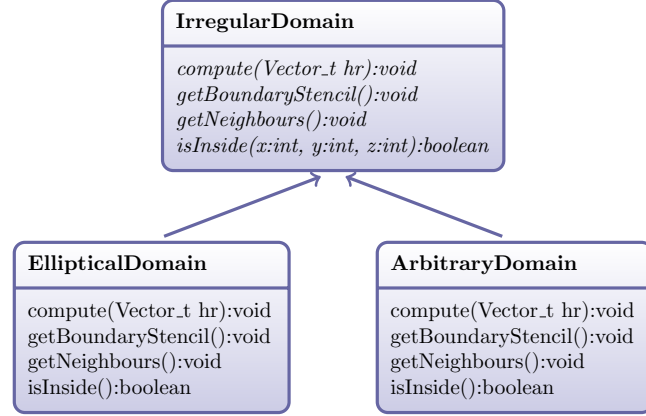 IrregularDomain
compute(Vector_t hr):void
getBoundaryStencil():void
getNeighbours():void
isInside(x:int, y:int, z:int):boolean
EllipticalDomain
compute(Vector_t hr):void
getBoundaryStencil():void
getNeighbours():void
isInside():boolean
ArbitraryDomain
compute(Vector_t hr):void
getBoundaryStencil():void
getNeighbours():void
isInside():boolean